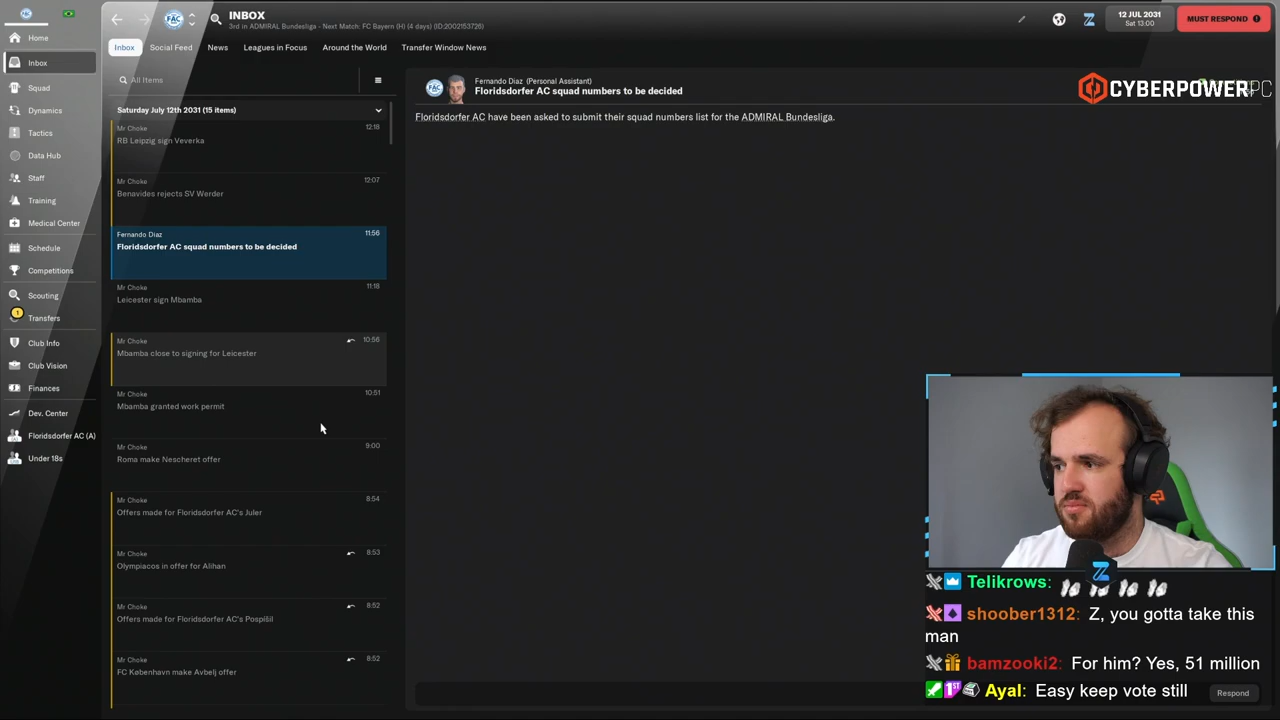 INBOX
3rd in ADMIRAL Bundesliga - Next Match: FC Bayern (H) (4 days) (ID:2002153726)
12 JUL 2031
Sat 13:00
MUST RESPOND
Inbox
Social Feed
News
Leagues in Focus
Around the World
Transfer Window News
Home
Inbox
Squad
Dynamics
Tactics
Data Hub
Staff
Training
Medical Center
Schedule
Competitions
Scouting
1
Transfers
Club Info
Club Vision
Finances
Dev. Center
Floridsdorfer AC (A)
Under 18s
All Items
Saturday July 12th 2031 (15 items)
Mr Choke 12:18
RB Leipzig sign Veverka
Mr Choke 12:07
Benavides rejects SV Werder
Fernando Diaz 11:56
Floridsdorfer AC squad numbers to be decided
Mr Choke 11:18
Leicester sign Mbamba
Mr Choke 10:56
Mbamba close to signing for Leicester
Mr Choke 10:51
Mbamba granted work permit
Mr Choke 9:00
Roma make Nescheret offer
Mr Choke 8:54
Offers made for Floridsdorfer AC's Juler
Mr Choke 8:53
Olympiacos in offer for Alihan
Mr Choke 8:52
Offers made for Floridsdorfer AC's Pospíšil
Mr Choke 8:52
FC København make Avbelj offer
FAC
Fernando Diaz (Personal Assistant)
Floridsdorfer AC squad numbers to be decided
Floridsdorfer AC have been asked to submit their squad numbers list for the ADMIRAL Bundesliga.
CYBERPOWERPC
Telikrows:
shoober1312: Z, you gotta take this
man
bamzooki2: For him? Yes, 51 million
Ayal: Easy keep vote still
Respond